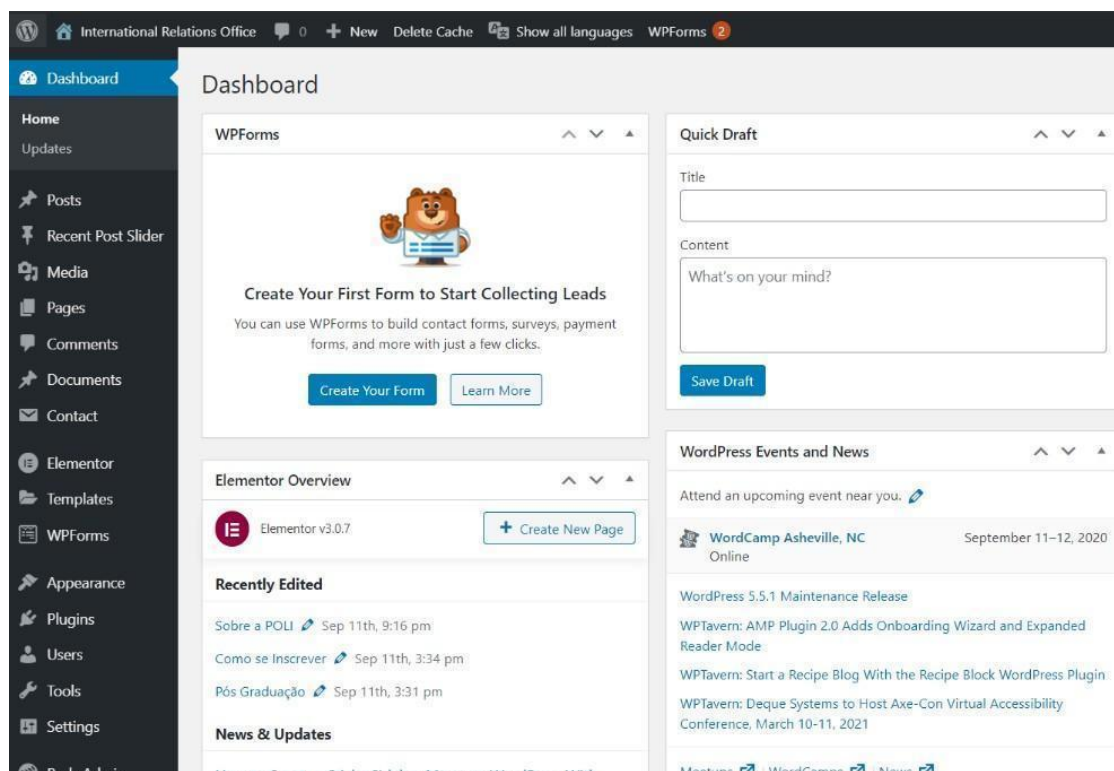 International Relations Office 0 + New Delete Cache Show all languages WPForms 2
Dashboard
Home
Updates
Posts
Recent Post Slider
Media
Pages
Comments
Documents
Contact
Elementor
Templates
WPForms
Appearance
Plugins
Users
Tools
Settings
Dashboard
WPForms
Create Your First Form to Start Collecting Leads
You can use WPForms to build contact forms, surveys, payment
forms, and more with just a few clicks.
Create Your Form Learn More
Elementor Overview
Elementor v3.0.7 + Create New Page
Recently Edited
Sobre a POLI Sep 11th, 9:16 pm
Como se Inscrever Sep 11th, 3:34 pm
Pós Graduação Sep 11th, 3:31 pm
News & Updates
Quick Draft
Title
Content
What's on your mind?
Save Draft
WordPress Events and News
Attend an upcoming event near you.
WordCamp Asheville, NC September 11–12, 2020
Online
WordPress 5.5.1 Maintenance Release
WPTavern: AMP Plugin 2.0 Adds Onboarding Wizard and Expanded
Reader Mode
WPTavern: Start a Recipe Blog With the Recipe Block WordPress Plugin
WPTavern: Deque Systems to Host Axe-Con Virtual Accessibility
Conference, March 10-11, 2021
Meetups WordCamps News